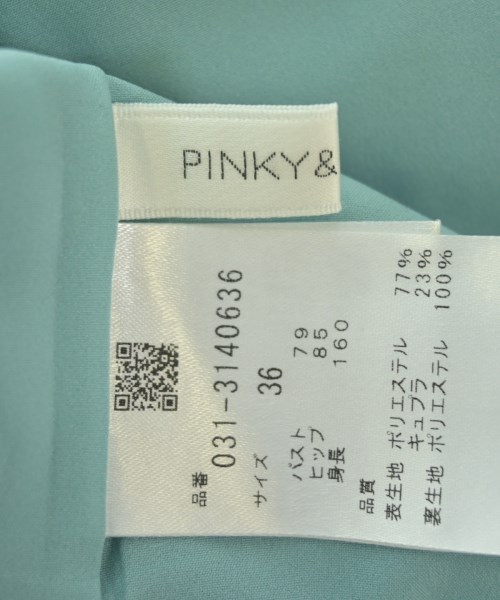 PINKY&
品番 031-3140636
サイズ 36
バスト 79
ヒップ 85
身長 160
品質
表生地 ポリエステル 77%
キュプラ 23%
裏生地 ポリエステル 100%